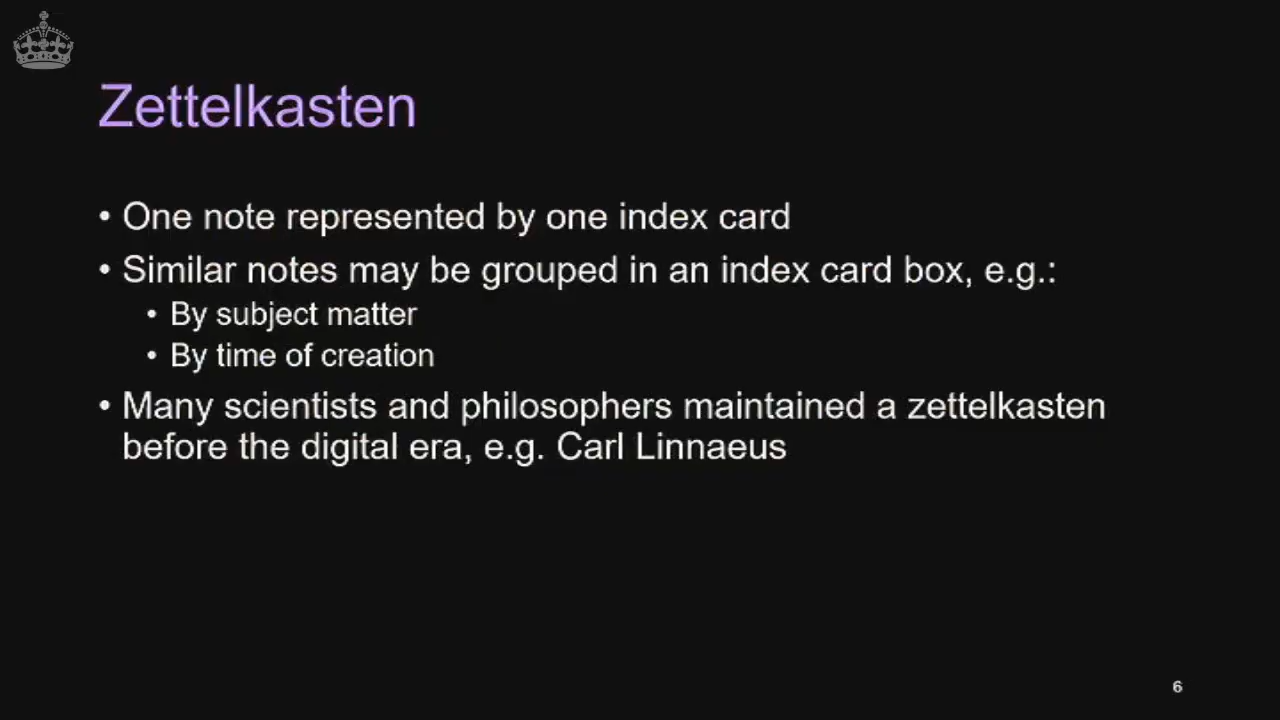 Zettelkasten
• One note represented by one index card
• Similar notes may be grouped in an index card box, e.g.:
• By subject matter
• By time of creation
• Many scientists and philosophers maintained a zettelkasten
before the digital era, e.g. Carl Linnaeus
6